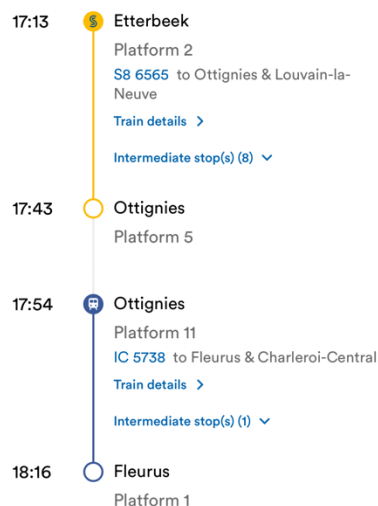 17:13 S Etterbeek
Platform 2
S8 6565 to Ottignies & Louvain-la-
Neuve
Train details
Intermediate stop(s) (8)
17:43 Ottignies
Platform 5
17:54 Ottignies
Platform 11
IC 5738 to Fleurus & Charleroi-Central
Train details
Intermediate stop(s) (1)
18:16 Fleurus
Platform 1